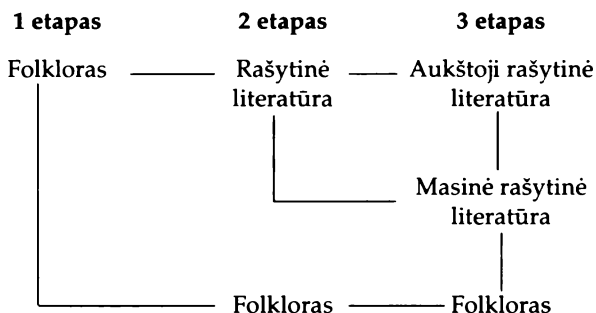 1 etapas 2 etapas 3 etapas
Folkloras Rašytinė Aukštoji rašytinė
literatūra literatūra
Masinė rašytinė
literatūra
Folkloras Folkloras